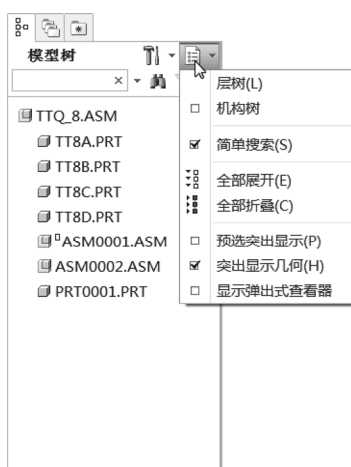 模型树
层树(L)
机构树
简单搜索(S)
全部展开(E)
全部折叠(C)
预选突出显示(P)
突出显示几何(H)
显示弹出式查看器
TTQ_8.ASM
TT8A.PRT
TT8B.PRT
TT8C.PRT
TT8D.PRT
ASM0001.ASM
ASM0002.ASM
PRT0001.PRT